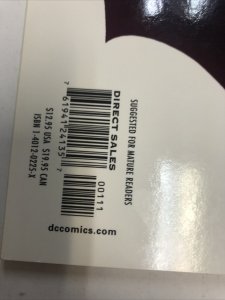 SUGGESTED FOR MATURE READERS
DIRECT SALES
00111
7 61941 24135 7
$12.95 USA $19.95 CAN
ISBN 1-4012-0225-X
dccomics.com